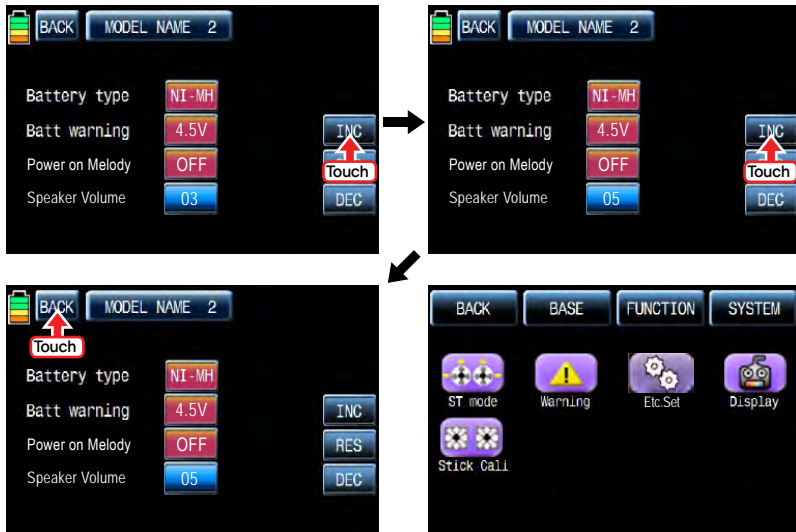 BACK MODEL NAME 2
Battery type NI-MH
Batt warning 4.5V INC
Power on Melody OFF Touch
Speaker Volume 03 DEC
BACK MODEL NAME 2
Battery type NI-MH
Batt warning 4.5V INC
Power on Melody OFF Touch
Speaker Volume 05 DEC
BACK MODEL NAME 2
Touch
Battery type NI-MH
Batt warning 4.5V INC
Power on Melody OFF RES
Speaker Volume 05 DEC
BACK BASE FUNCTION SYSTEM
ST mode Warning Etc.Set Display
Stick Cali